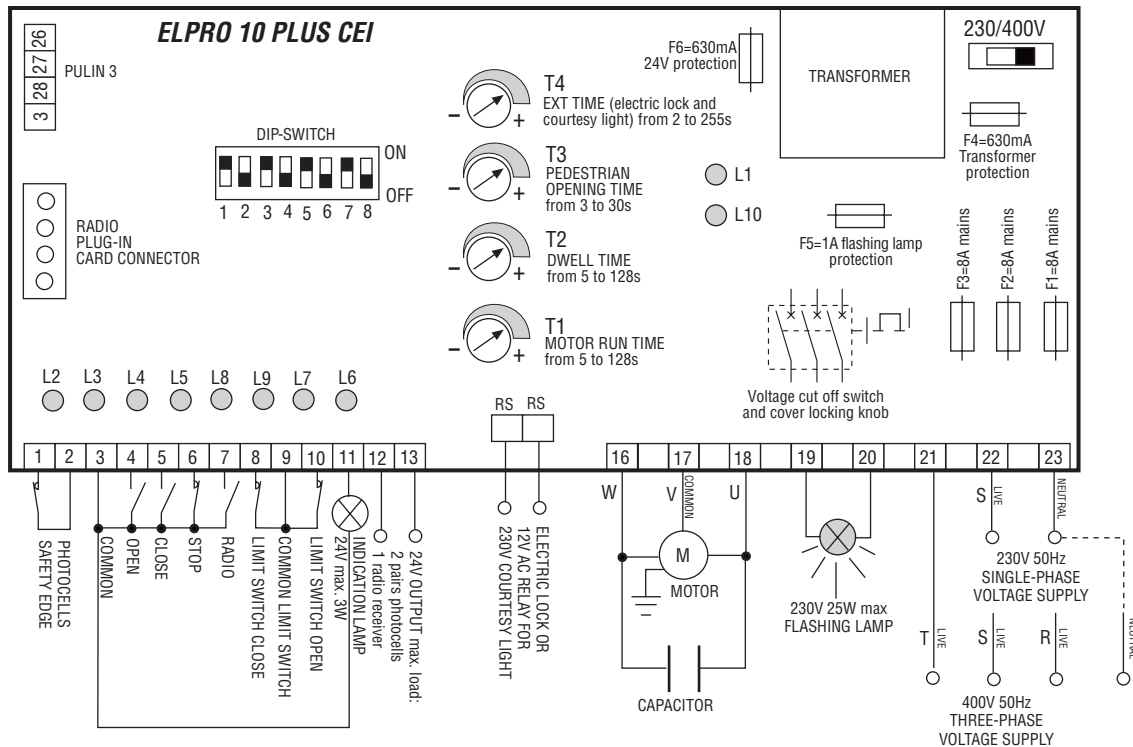 ELPRO 10 PLUS CEI
26
27
28
3
PULIN 3
DIP-SWITCH
ON
OFF
1 2 3 4 5 6 7 8
RADIO
PLUG-IN
CARD CONNECTOR
T4
EXT TIME (electric lock and
courtesy light) from 2 to 255s
- +
T3
PEDESTRIAN
OPENING TIME
from 3 to 30s
- +
T2
DWELL TIME
from 5 to 128s
- +
T1
MOTOR RUN TIME
from 5 to 128s
- +
F6=630mA
24V protection
TRANSFORMER
230/400V
F4=630mA
Transformer
protection
L1
L10
F5=1A flashing lamp
protection
F3=8A mains
F2=8A mains
F1=8A mains
Voltage cut off switch
and cover locking knob
L2 L3 L4 L5 L8 L9 L7 L6
RS RS
1 2 3 4 5 6 7 8 9 10 11 12 13
16 17 18 19 20 21 22 23
PHOTOCELLS
SAFETY EDGE
COMMON
OPEN
CLOSE
STOP
RADIO
LIMIT SWITCH CLOSE
COMMON LIMIT SWITCH
LIMIT SWITCH OPEN
INDICATION LAMP
24V max. 3W
24V OUTPUT max. load:
2 pairs photocells
1 radio receiver
ELECTRIC LOCK OR
12V AC RELAY FOR
230V COURTESY LIGHT
W V COMMON U
M
MOTOR
CAPACITOR
230V 25W max
FLASHING LAMP
S LIVE
NEUTRAL
230V 50Hz
SINGLE-PHASE
VOLTAGE SUPPLY
T LIVE
S LIVE
R LIVE
NEUTRAL
400V 50Hz
THREE-PHASE
VOLTAGE SUPPLY